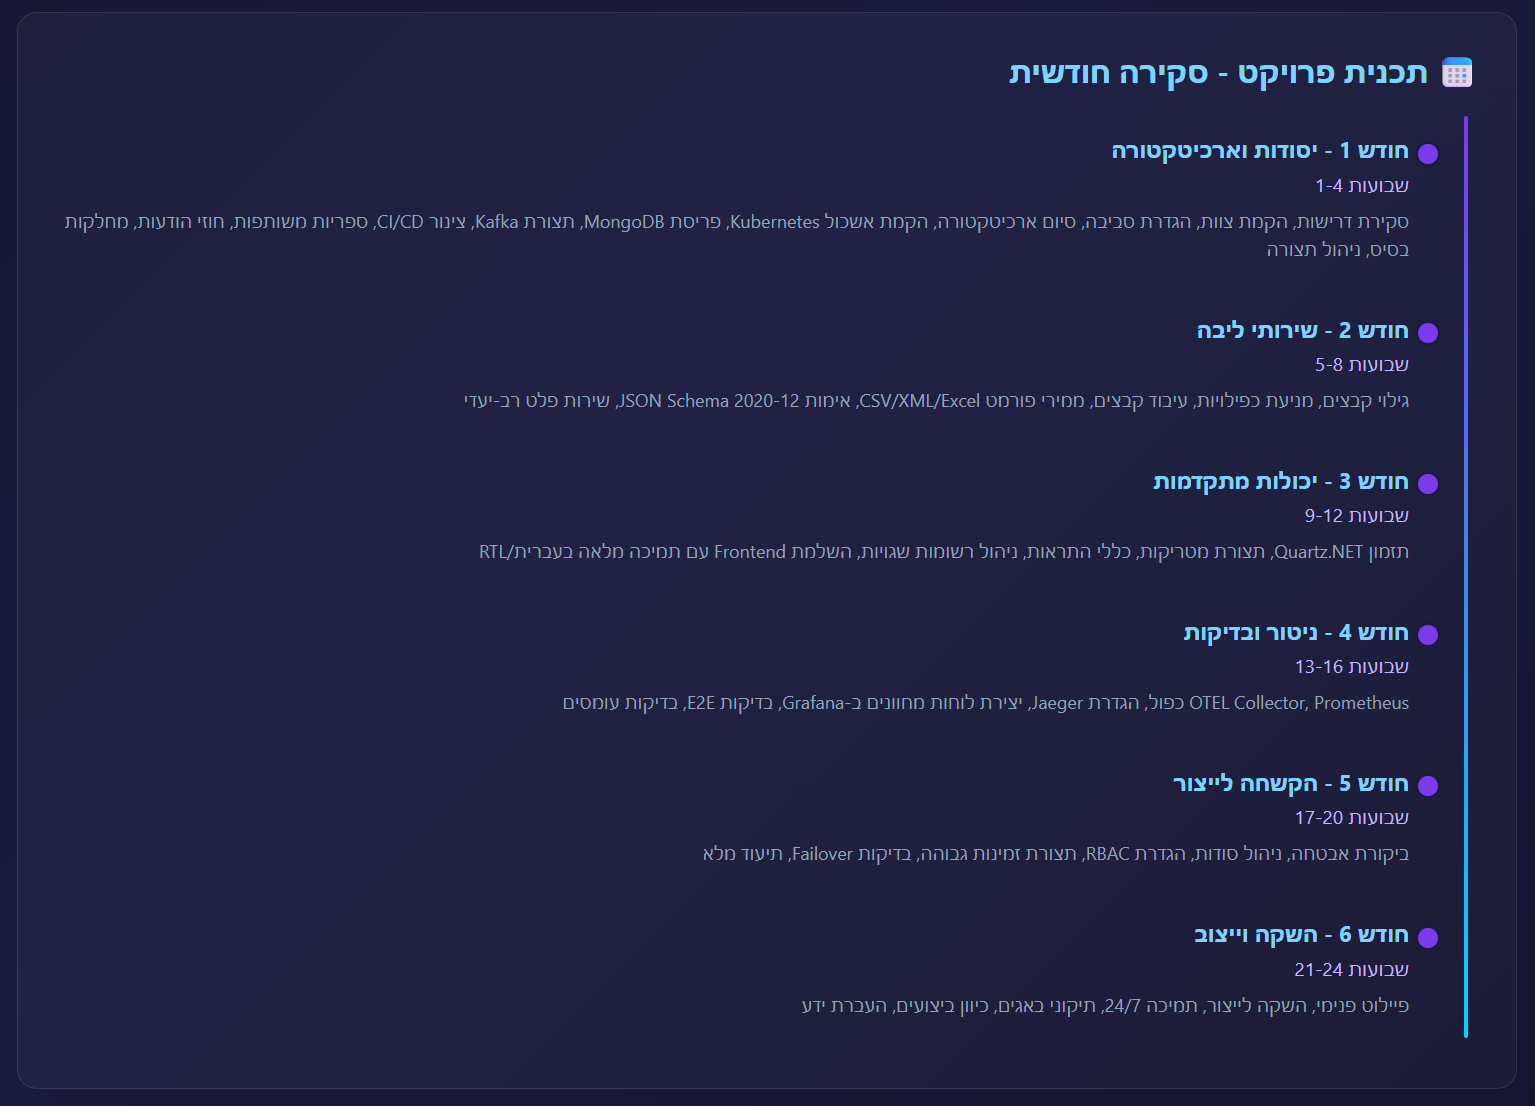 תכנית פרויקט - סקירה חודשית
חודש 1 - יסודות וארכיטקטורה
שבועות 1-4
סקירת דרישות, הקמת צוות, הגדרת סביבה, סיום ארכיטקטורה, הקמת אשכול Kubernetes, פריסת MongoDB, תצורת Kafka, צינור CI/CD, ספריות משותפות, חוזי הודעות, מחלקות
בסיס, ניהול תצורה
חודש 2 - שירותי ליבה
שבועות 5-8
גילוי קבצים, מניעת כפילויות, עיבוד קבצים, ממירי פורמט CSV/XML/Excel, אימות JSON Schema 2020-12, שירות פלט רב-יעדי
חודש 3 - יכולות מתקדמות
שבועות 9-12
תזמון Quartz.NET, תצורת מטריקות, כללי התראות, ניהול רשומות שגויות, השלמת Frontend עם תמיכה מלאה בעברית/RTL
חודש 4 - ניטור ובדיקות
שבועות 13-16
OTEL Collector, Prometheus כפול, הגדרת Jaeger, יצירת לוחות מחוונים ב-Grafana, בדיקות E2E, בדיקות עומסים
חודש 5 - הקשחה לייצור
שבועות 17-20
ביקורת אבטחה, ניהול סודות, הגדרת RBAC, תצורת זמינות גבוהה, בדיקות Failover, תיעוד מלא
חודש 6 - השקה וייצוב
שבועות 21-24
פיילוט פנימי, השקה לייצור, תמיכה 24/7, תיקוני באגים, כיוון ביצועים, העברת ידע